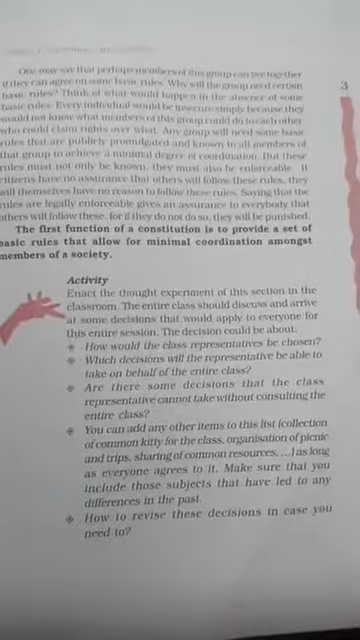 One may say that perhaps members of this group can live together
if they can agree on some basic rules. Why will the group need certain
basic rules? Think of what would happen in the absence of some
basic rules. Every individual would be insecure simply because they
would not know what members of this group could do to each other,
who could claim rights over what. Any group will need some basic
rules that are publicly promulgated and known to all members of
that group to achieve a minimal degree of coordination. But these
rules must not only be known, they must also be enforceable. If
citizens have no assurance that others will follow these rules, they
will themselves have no reason to follow these rules. Saying that the
rules are legally enforceable gives an assurance to everybody that
others will follow these, for if they do not do so, they will be punished.
The first function of a constitution is to provide a set of
basic rules that allow for minimal coordination amongst
members of a society.
3
Activity
Enact the thought experiment of this section in the
classroom. The entire class should discuss and arrive
at some decisions that would apply to everyone for
this entire session. The decision could be about:
❖ How would the class representatives be chosen?
❖ Which decisions will the representative be able to
take on behalf of the entire class?
❖ Are there some decisions that the class
representative cannot take without consulting the
entire class?
❖ You can add any other items to this list (collection
of common kitty for the class, organisation of picnic
and trips, sharing of common resources, …) as long
as everyone agrees to it. Make sure that you
include those subjects that have led to any
differences in the past.
❖ How to revise these decisions in case you
need to?